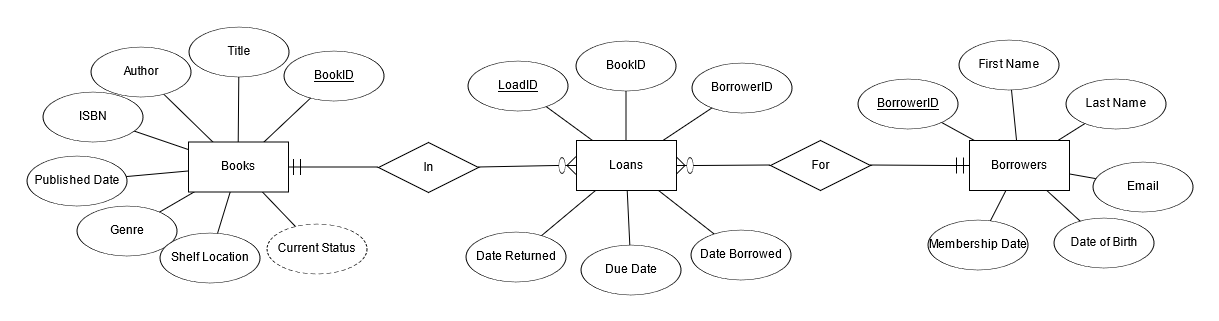 Title
Author
BookID
ISBN
Books
Published Date
Genre
Shelf Location
Current Status
In
LoadID
BookID
BorrowerID
Loans
Date Returned
Due Date
Date Borrowed
For
First Name
BorrowerID
Last Name
Borrowers
Email
Membership Date
Date of Birth